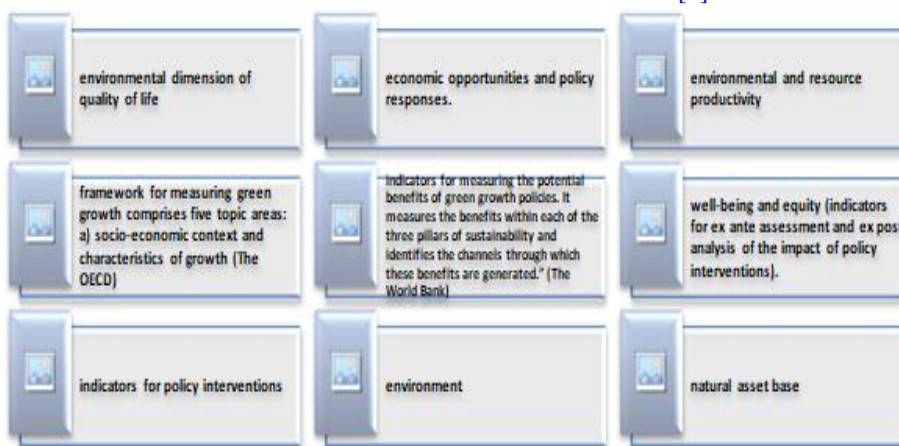 environmental dimension of
quality of life
economic opportunities and policy
responses.
environmental and resource
productivity
framework for measuring green
growth comprises five topic areas:
a) socio-economic context and
characteristics of growth (The
OECD)
indicators for measuring the potential
benefits of green growth policies. It
measures the benefits within each of the
three pillars of sustainability and
identifies the channels through which
these benefits are generated." (The
World Bank)
well-being and equity (indicators
for ex ante assessment and ex post
analysis of the impact of policy
interventions).
indicators for policy interventions
environment
natural asset base